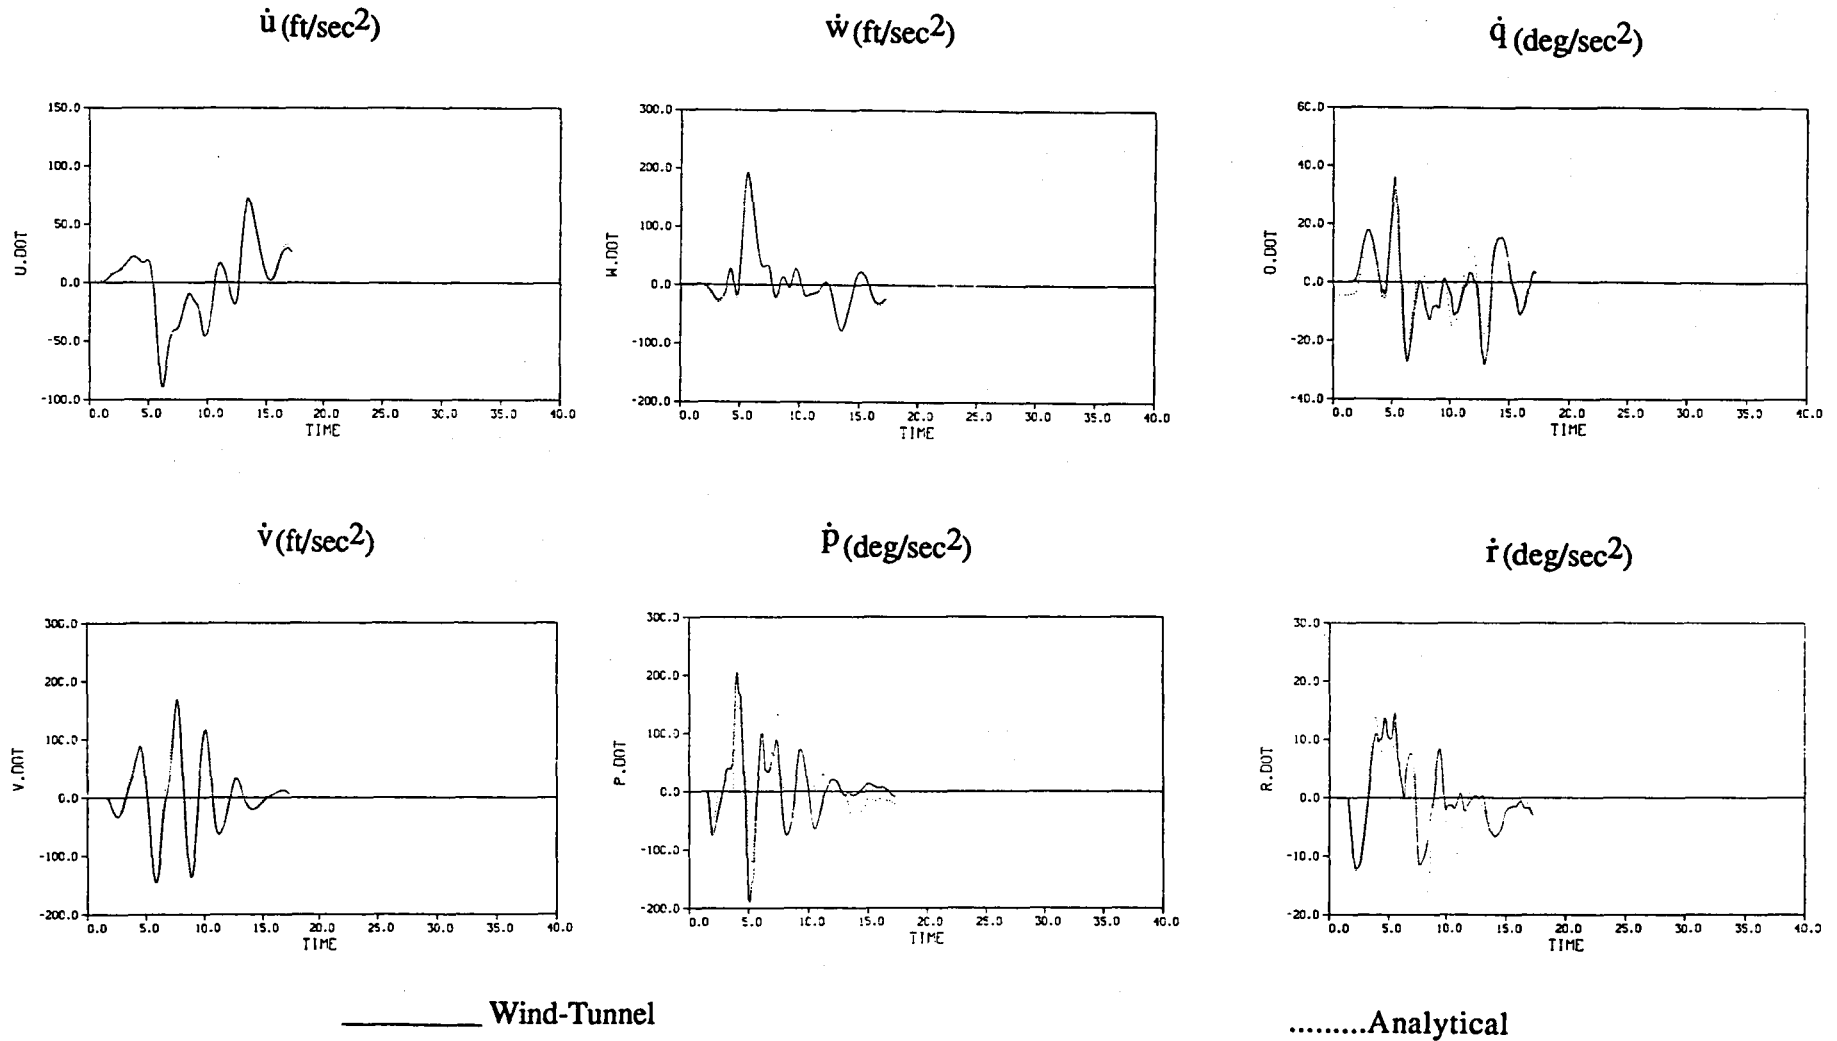 u̇ (ft/sec2)
ẇ (ft/sec2)
q̇ (deg/sec2)
150.0
100.0
50.0
0.0
-50.0
-100.0
U.DOT
0.0 5.0 10.0 15.0 20.0 25.0 30.0 35.0 40.0
TIME
300.0
200.0
100.0
0.0
-100.0
-200.0
W.DOT
0.0 5.0 10.0 15.0 20.0 25.0 30.0 35.0 40.0
TIME
60.0
40.0
20.0
0.0
-20.0
-40.0
Q.DOT
0.0 5.0 10.0 15.0 20.0 25.0 30.0 35.0 40.0
TIME
v̇ (ft/sec2)
ṗ (deg/sec2)
ṙ (deg/sec2)
300.0
200.0
100.0
0.0
-100.0
-200.0
V.DOT
0.0 5.0 10.0 15.0 20.0 25.0 30.0 35.0 40.0
TIME
300.0
200.0
100.0
0.0
-100.0
-200.0
P.DOT
0.0 5.0 10.0 15.0 20.0 25.0 30.0 35.0 40.0
TIME
30.0
20.0
10.0
0.0
-10.0
-20.0
R.DOT
0.0 5.0 10.0 15.0 20.0 25.0 30.0 35.0 40.0
TIME
Wind-Tunnel
.........Analytical